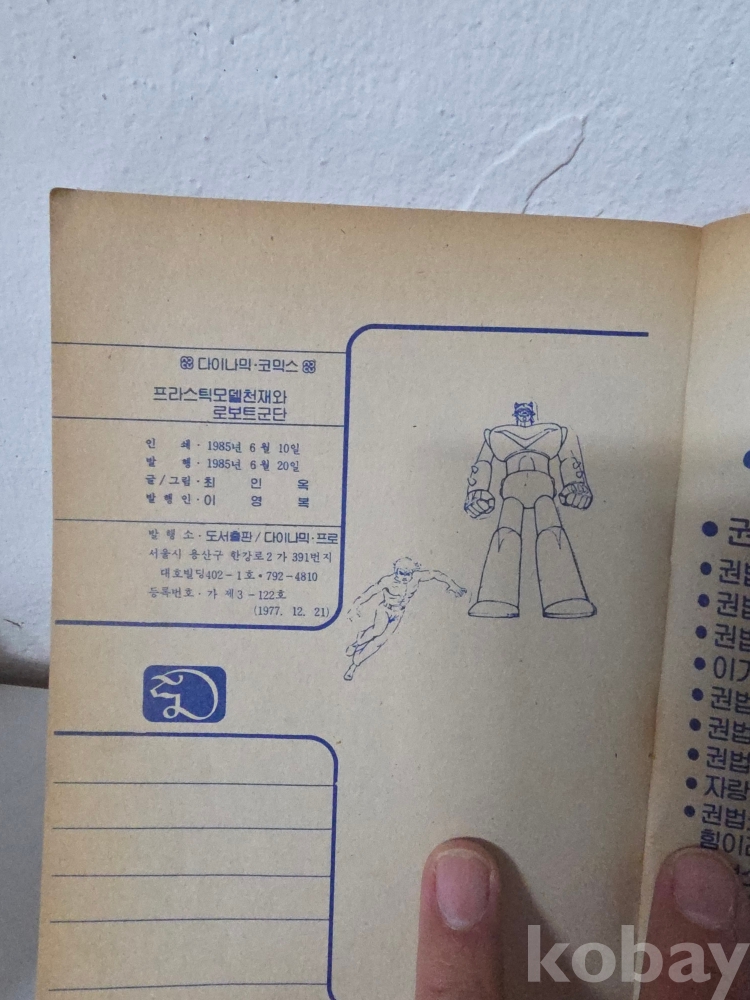 다이나믹·코믹스
프라스틱모델천재와
로보트군단
인 쇄·1985년 6월 10일
발 행·1985년 6월 20일
글/그림·최 인 옥
발행인·이 영 복
발행소·도서출판/다이나믹·프로
서울시 용산구 한강로2가 391번지
대호빌딩402-1호·792-4810
등록번호·가 제3-122호
(1977. 12. 21)
● 권법
● 권법
● 권법
● 이기
● 권법
● 권법
● 권법
● 자랑
● 권법
힘이
kobay